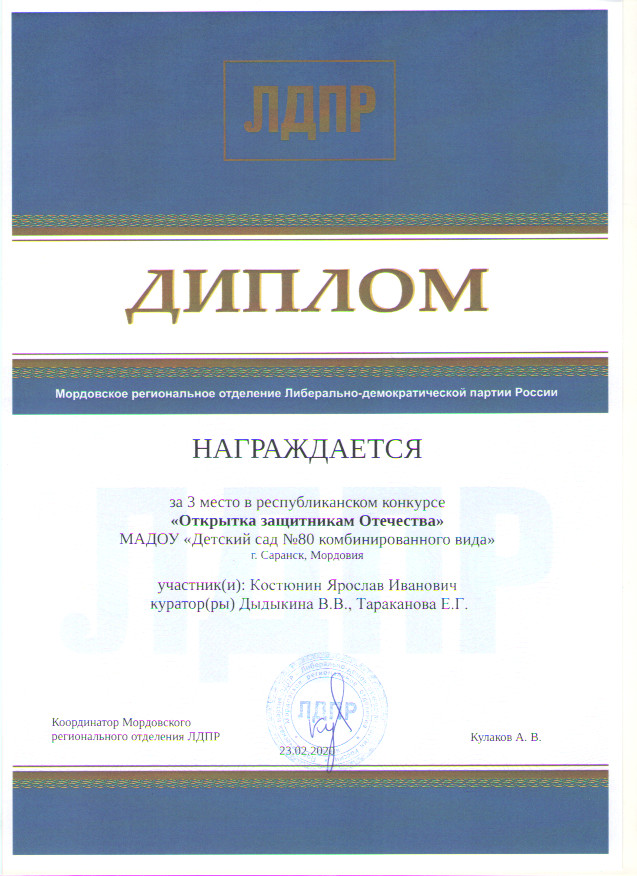 ЛДПР
ДИПЛОМ
Мордовское региональное отделение Либерально-демократической партии России
НАГРАЖДАЕТСЯ
за 3 место в республиканском конкурсе
«Открытка защитникам Отечества»
МАДОУ «Детский сад №80 комбинированного вида»
г. Саранск, Мордовия
участник(и): Костюнин Ярослав Иванович
куратор(ры) Дыдыкина В.В., Тараканова Е.Г.
ЛДПР
ЛДПР
Координатор Мордовского
регионального отделения ЛДПР
Кулаков А. В.
23.02.2020